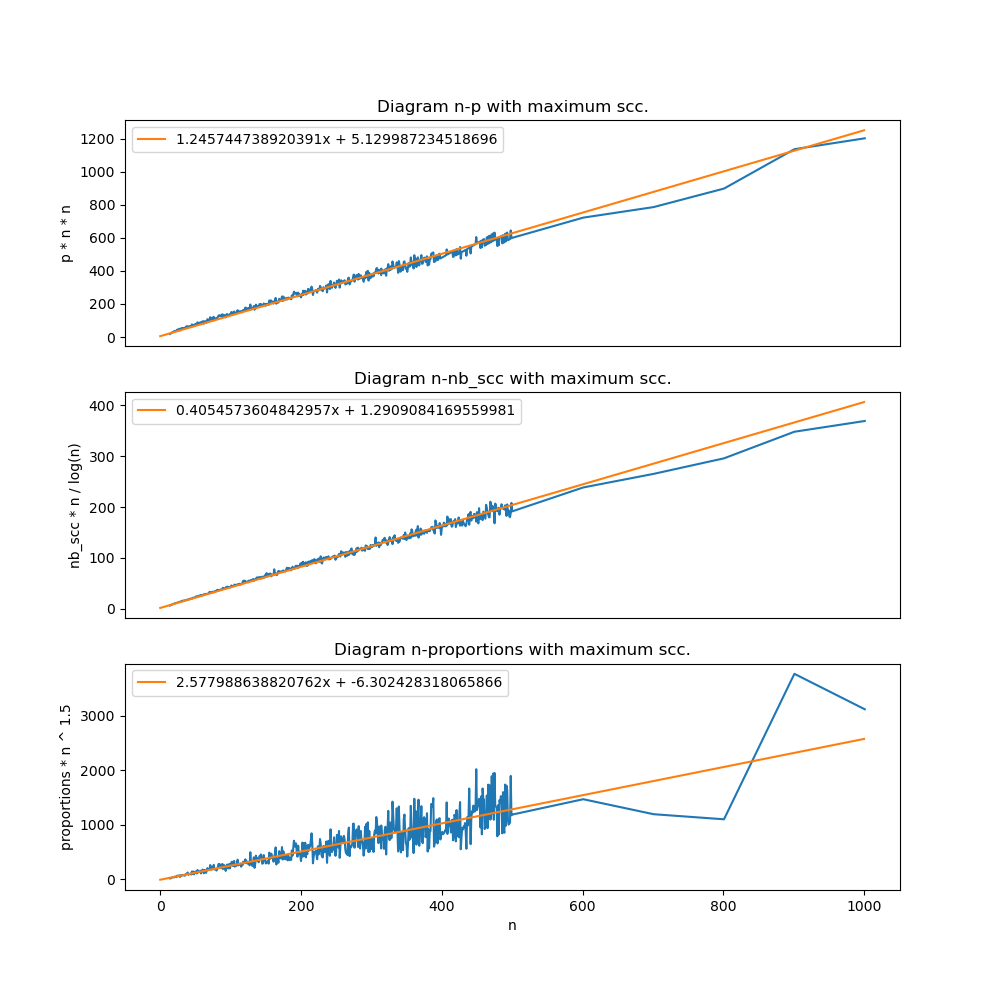 Diagram n-p with maximum scc.
1.245744738920391x + 5.129987234518696
p * n * n
1200
1000
800
600
400
200
0
Diagram n-nb_scc with maximum scc.
0.4054573604842957x + 1.2909084169559981
nb_scc * n / log(n)
400
300
200
100
0
Diagram n-proportions with maximum scc.
2.577988638820762x + -6.302428318065866
proportions * n ^ 1.5
3000
2000
1000
0
0 200 400 600 800 1000
n